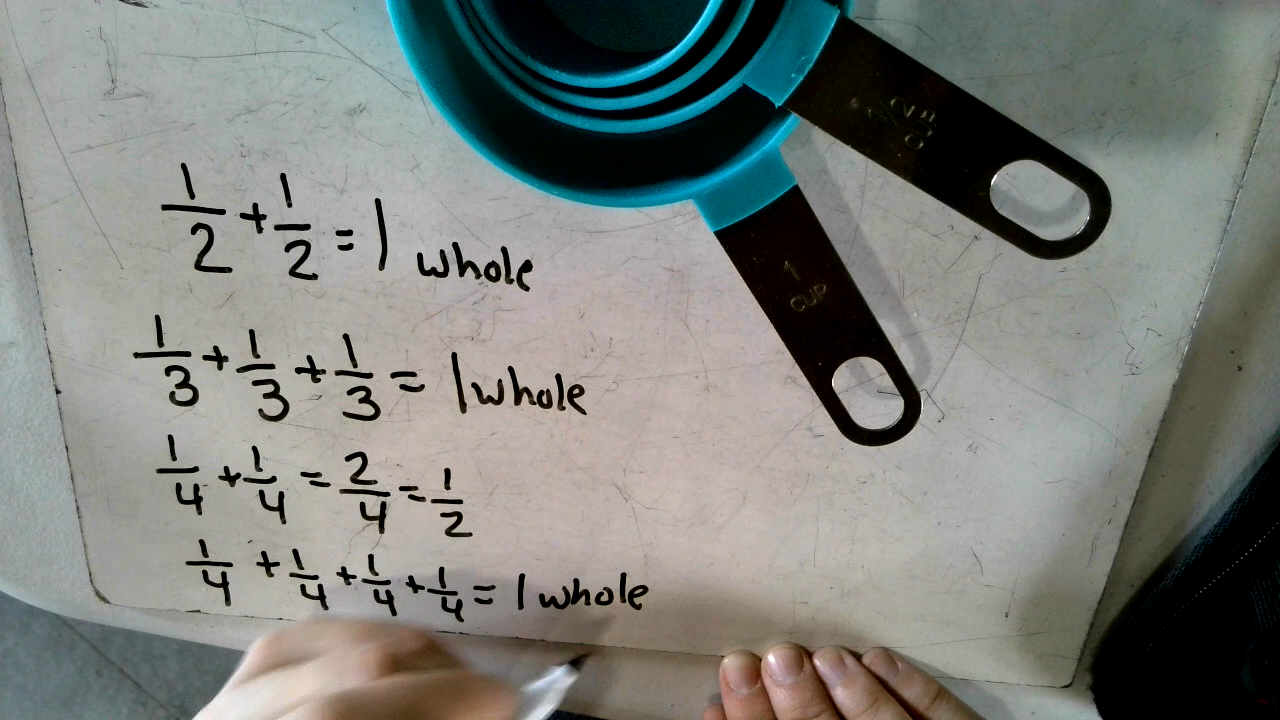 1/2 CUP
1 CUP
1/2 + 1/2 = 1 whole
1/3 + 1/3 + 1/3 = 1 whole
1/4 + 1/4 = 2/4 = 1/2
1/4 + 1/4 + 1/4 + 1/4 = 1 whole